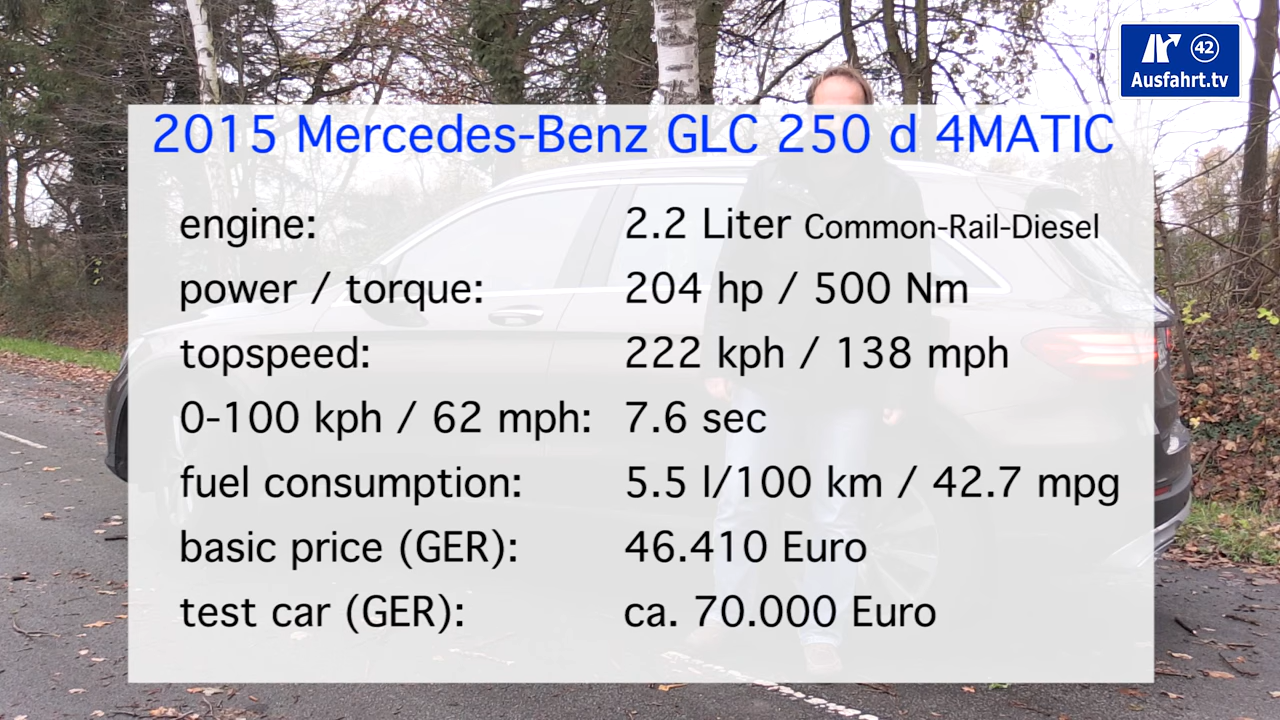 42
Ausfahrt.tv
2015 Mercedes-Benz GLC 250 d 4MATIC
engine: 2.2 Liter Common-Rail-Diesel
power / torque: 204 hp / 500 Nm
topspeed: 222 kph / 138 mph
0-100 kph / 62 mph: 7.6 sec
fuel consumption: 5.5 l/100 km / 42.7 mpg
basic price (GER): 46.410 Euro
test car (GER): ca. 70.000 Euro